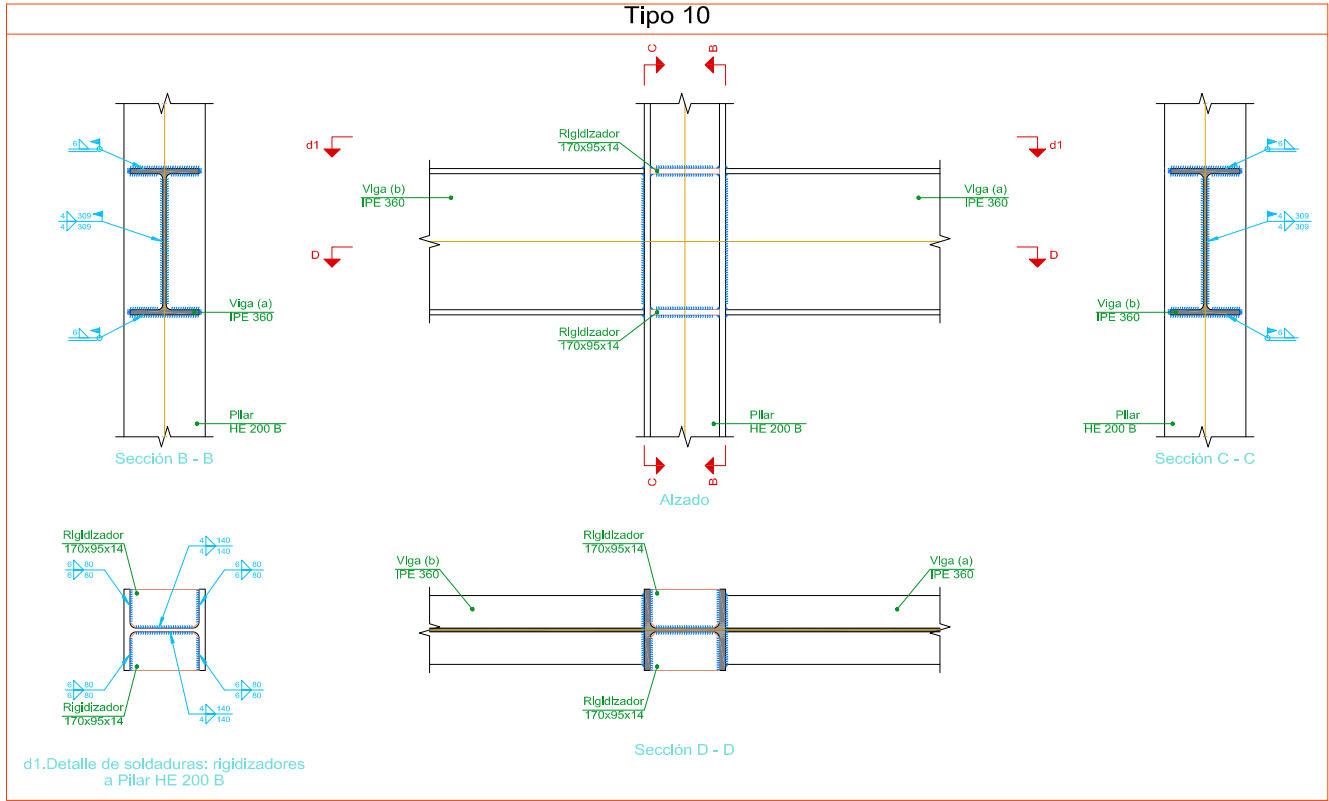 Tipo 10
C
B
d1
d1
Rigidizador
170x95x14
Viga (b)
IPE 360
Viga (a)
IPE 360
D
D
Rigidizador
170x95x14
Pilar
HE 200 B
C
B
Alzado
6
4 309
4 309
6
Viga (a)
IPE 360
Pilar
HE 200 B
Sección B - B
6
4 309
4 309
6
Viga (b)
IPE 360
Pilar
HE 200 B
Sección C - C
Rigidizador
170x95x14
4 140
4 140
6 80
6 80
6 80
6 80
6 80
6 80
6 80
6 80
Rigidizador
170x95x14
4 140
4 140
d1.Detalle de soldaduras: rigidizadores
a Pilar HE 200 B
Rigidizador
170x95x14
Viga (b)
IPE 360
Viga (a)
IPE 360
Rigidizador
170x95x14
Sección D - D